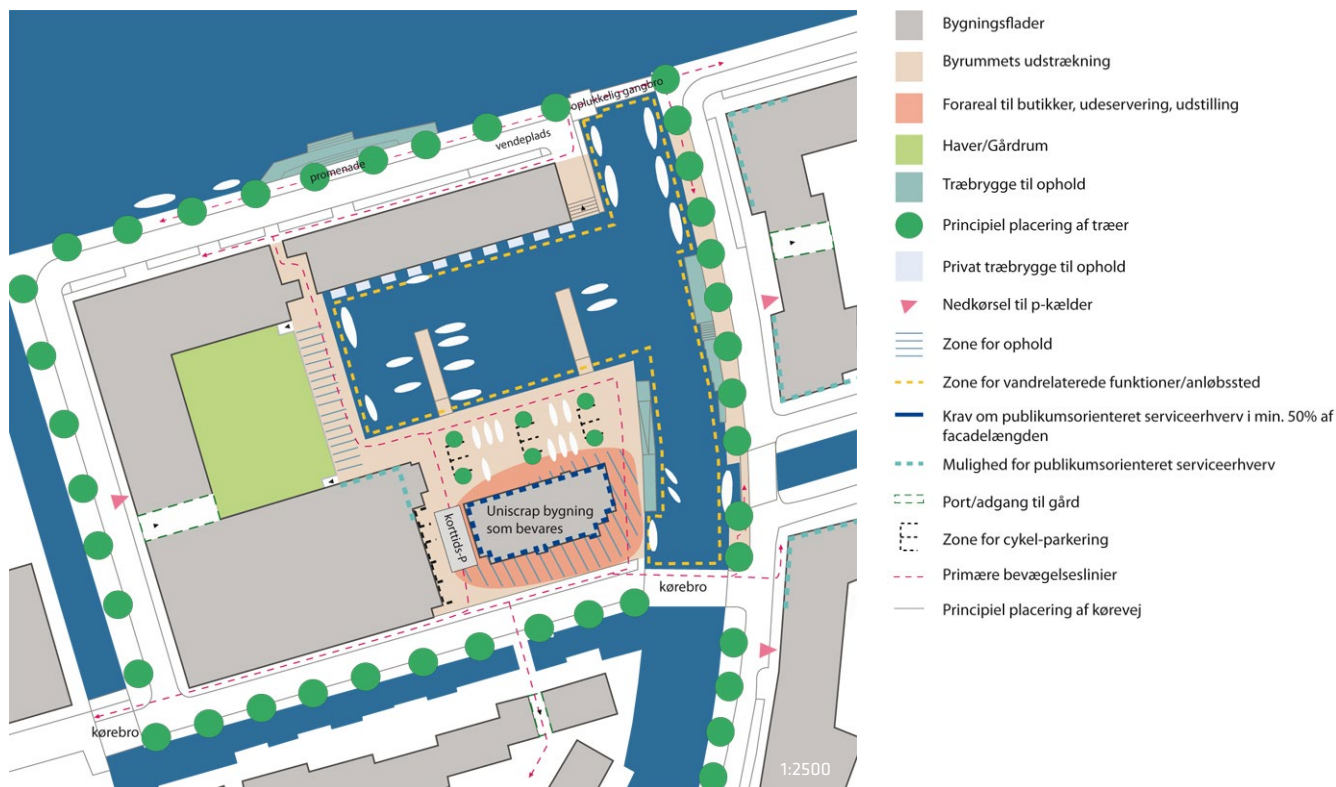 oplukkelig gangbro
vendeplads
promenade
Uniscrap bygning
som bevares
korttids-P
kørebro
kørebro
1:2500
Bygningsflader
Byrummets udstrækning
Forareal til butikker, udeservering, udstilling
Haver/Gårdrum
Træbrygge til ophold
Principiel placering af træer
Privat træbrygge til ophold
Nedkørsel til p-kælder
Zone for ophold
Zone for vandrelaterede funktioner/anløbssted
Krav om publikumsorienteret serviceerhverv i min. 50% af
facadelængden
Mulighed for publikumsorienteret serviceerhverv
Port/adgang til gård
Zone for cykel-parkering
Primære bevægelseslinier
Principiel placering af kørevej